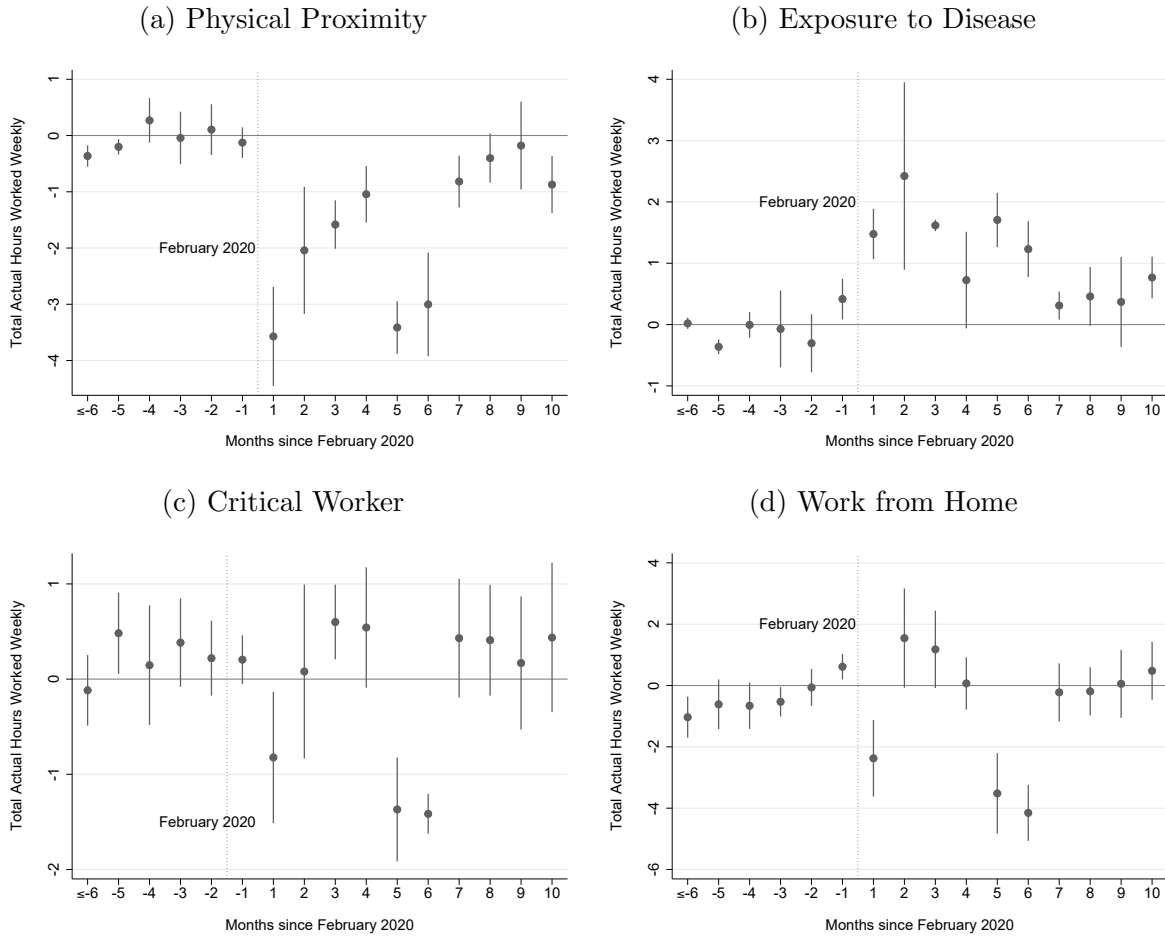 (a) Physical Proximity
Total Actual Hours Worked Weekly
1
0
-1
-2
-3
-4
February 2020
≤-6 -5 -4 -3 -2 -1 1 2 3 4 5 6 7 8 9 10
Months since February 2020
(b) Exposure to Disease
Total Actual Hours Worked Weekly
4
3
2
1
0
-1
February 2020
≤-6 -5 -4 -3 -2 -1 1 2 3 4 5 6 7 8 9 10
Months since February 2020
(c) Critical Worker
Total Actual Hours Worked Weekly
1
0
-1
-2
February 2020
≤-6 -5 -4 -3 -2 -1 1 2 3 4 5 6 7 8 9 10
Months since February 2020
(d) Work from Home
Total Actual Hours Worked Weekly
4
2
0
-2
-4
-6
February 2020
≤-6 -5 -4 -3 -2 -1 1 2 3 4 5 6 7 8 9 10
Months since February 2020